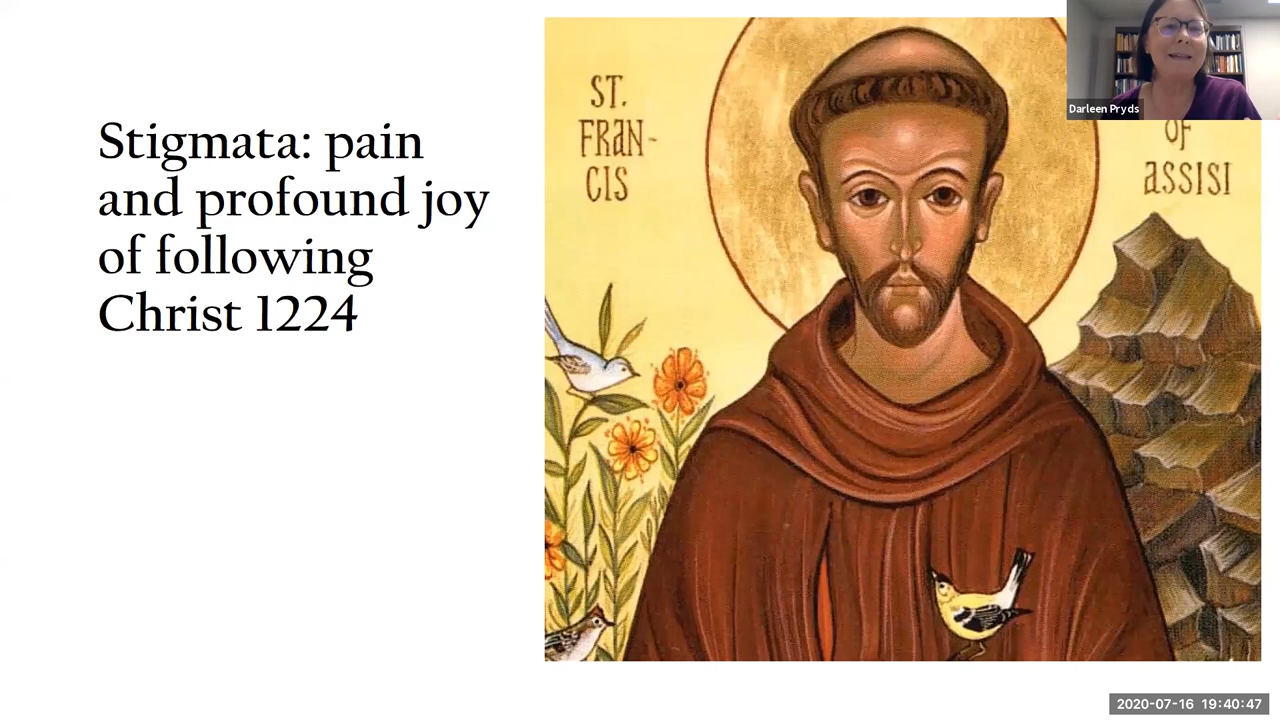 Stigmata: pain
and profound joy
of following
Christ 1224
ST.
FRAN-
CIS
OF
ASSISI
Darleen Pryds
2020-07-16 19:40:47